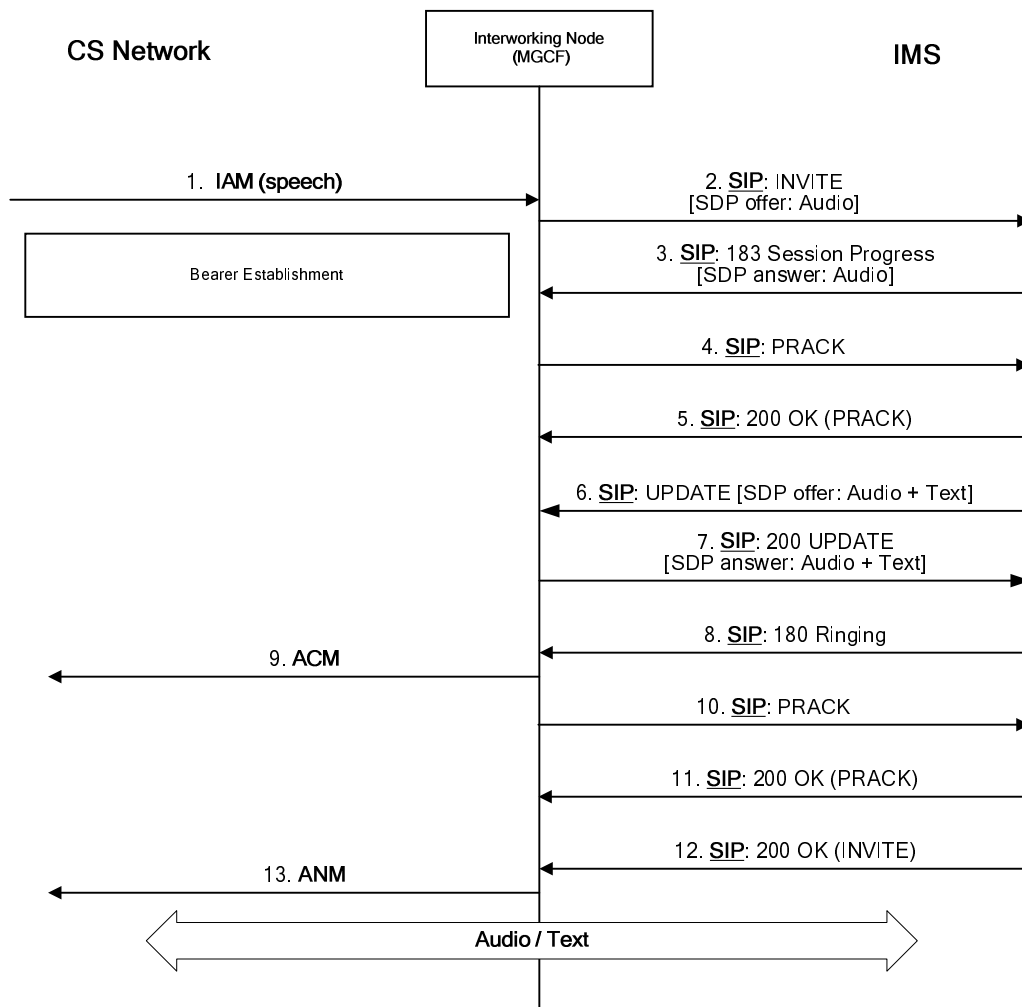 CS Network
Interworking Node
(MGCF)
IMS
1. IAM (speech)
2. SIP: INVITE
[SDP offer: Audio]
Bearer Establishment
3. SIP: 183 Session Progress
[SDP answer: Audio]
4. SIP: PRACK
5. SIP: 200 OK (PRACK)
6. SIP: UPDATE [SDP offer: Audio + Text]
7. SIP: 200 UPDATE
[SDP answer: Audio + Text]
8. SIP: 180 Ringing
9. ACM
10. SIP: PRACK
11. SIP: 200 OK (PRACK)
12. SIP: 200 OK (INVITE)
13. ANM
Audio / Text